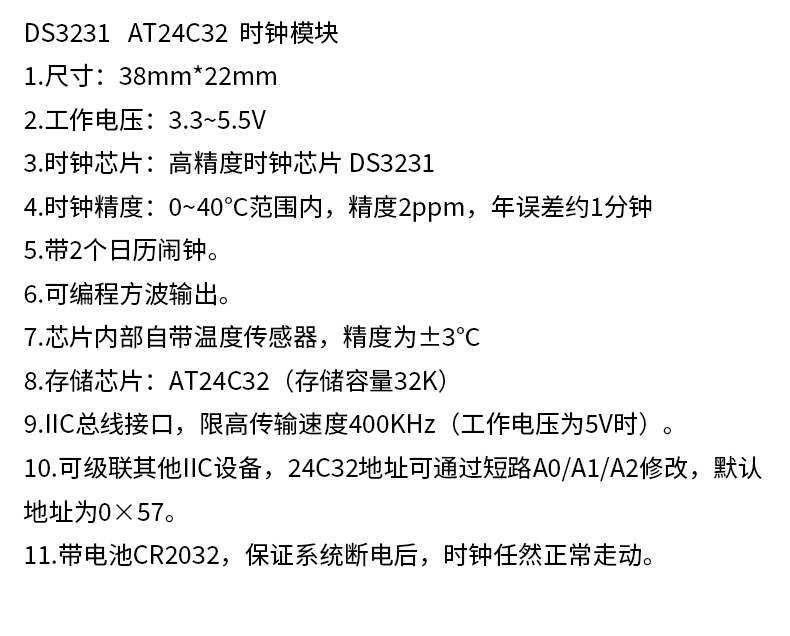 DS3231 AT24C32 时钟模块
1.尺寸：38mm*22mm
2.工作电压：3.3~5.5V
3.时钟芯片：高精度时钟芯片 DS3231
4.时钟精度：0~40℃范围内，精度2ppm，年误差约1分钟
5.带2个日历闹钟。
6.可编程方波输出。
7.芯片内部自带温度传感器，精度为±3℃
8.存储芯片：AT24C32（存储容量32K）
9.IIC总线接口，限高传输速度400KHz（工作电压为5V时）。
10.可级联其他IIC设备，24C32地址可通过短路A0/A1/A2修改，默认
地址为0×57。
11.带电池CR2032，保证系统断电后，时钟任然正常走动。